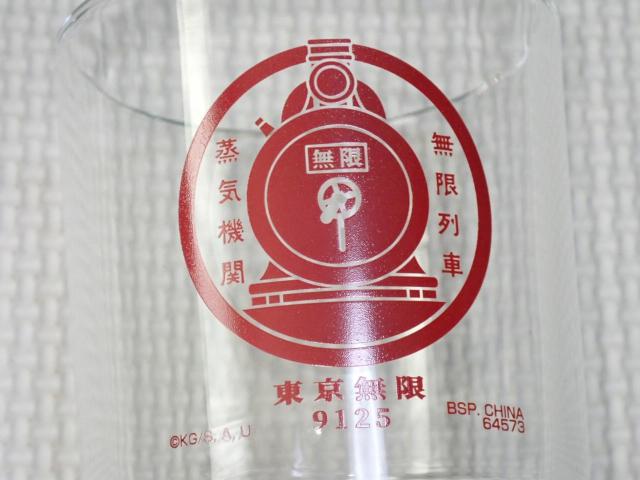 無限
無限列車
蒸気機関
東京無限
9125
©KG/S, A, U
BSP. CHINA
64573